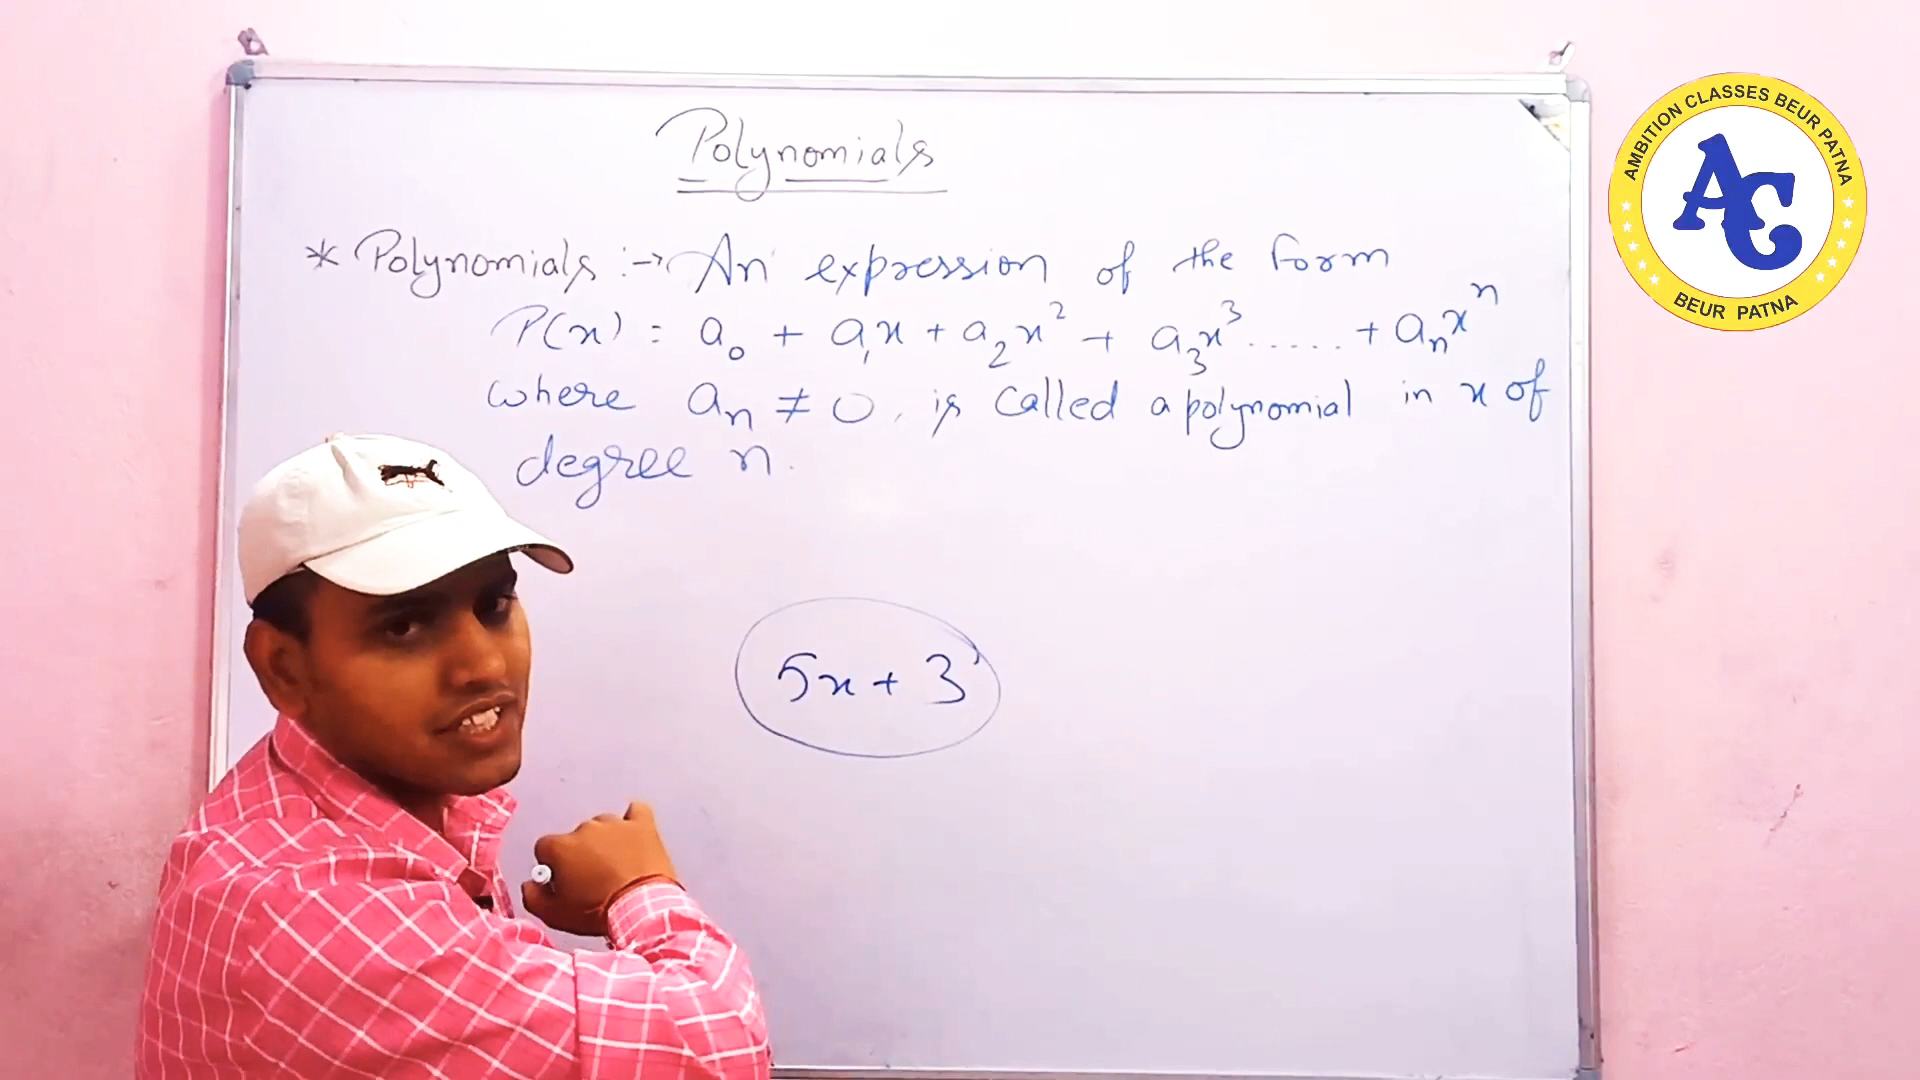 Polynomials
* Polynomials :→ An expression of the form
P(x) = a₀ + a₁x + a₂x² + a₃x³ ..... + aₙxⁿ
where aₙ ≠ 0, is called a polynomial in x of
degree n.
5x + 3
AMBITION CLASSES BEUR PATNA
AC
BEUR PATNA